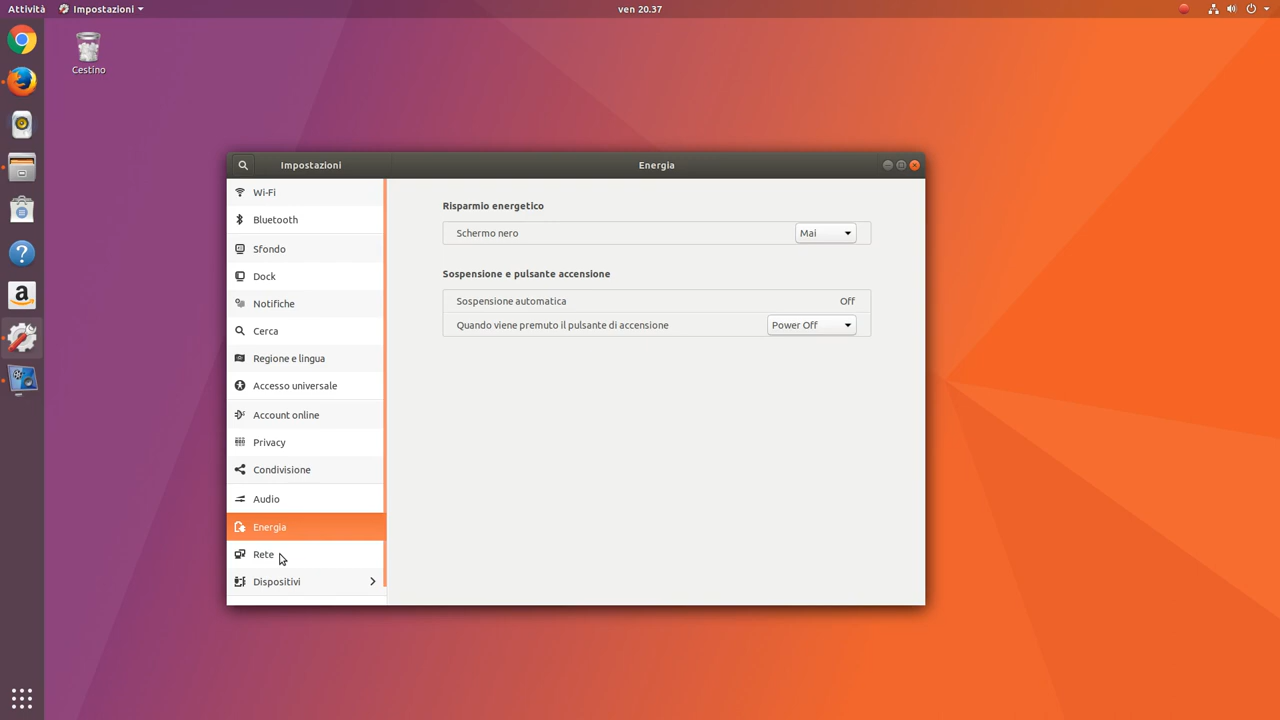 Attività
Impostazioni
ven 20.37
Cestino
Impostazioni
Energia
Wi-Fi
Bluetooth
Sfondo
Dock
Notifiche
Cerca
Regione e lingua
Accesso universale
Account online
Privacy
Condivisione
Audio
Energia
Rete
Dispositivi
Risparmio energetico
Schermo nero
Mai
Sospensione e pulsante accensione
Sospensione automatica
Off
Quando viene premuto il pulsante di accensione
Power Off